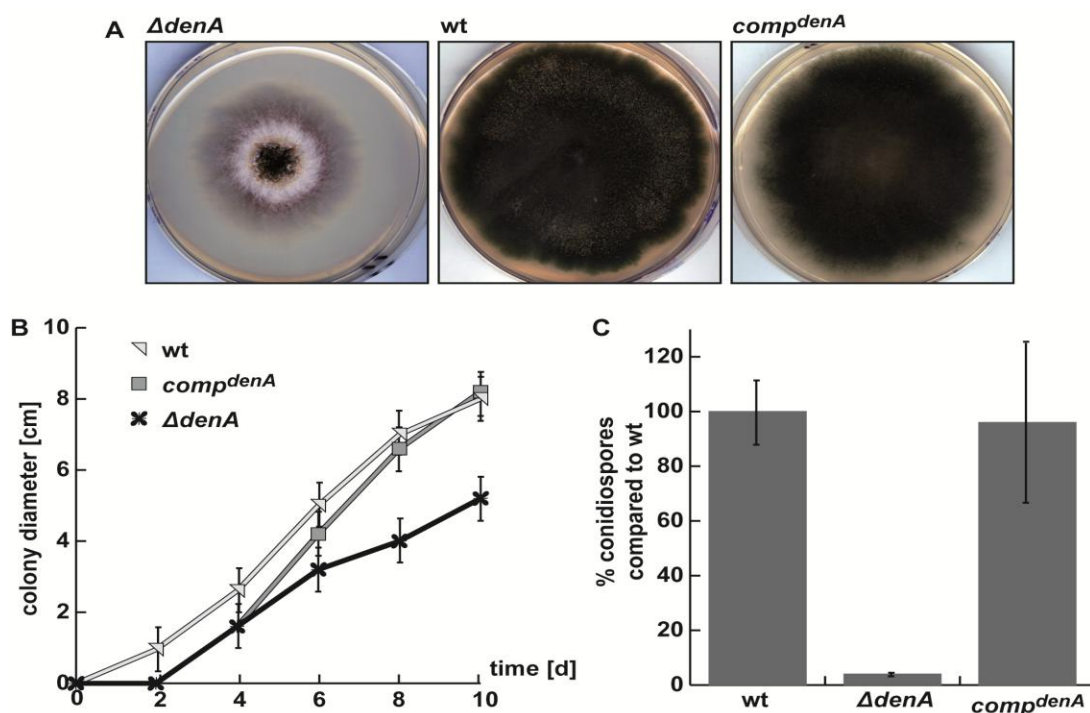 A
ΔdenA
wt
comp^denA
B
10
8
6
4
2
0
colony diameter [cm]
wt
comp^denA
ΔdenA
time [d]
0 2 4 6 8 10
C
120
100
80
60
40
20
0
% conidiospores
compared to wt
wt ΔdenA comp^denA